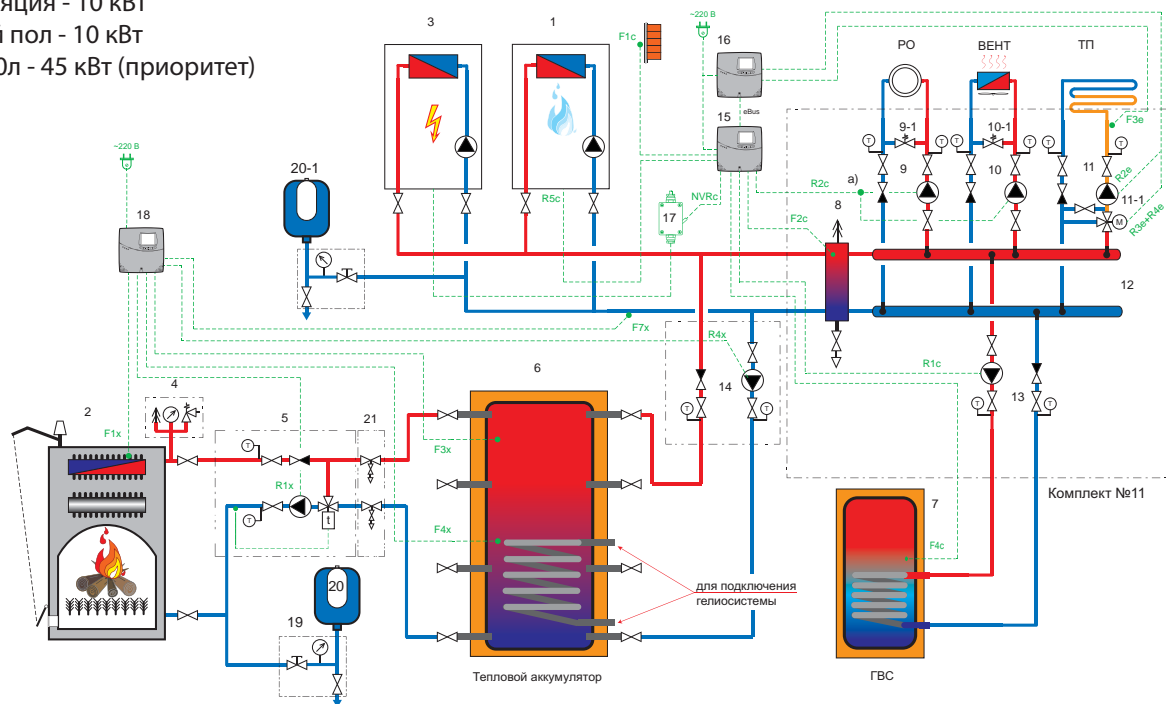 ляция - 10 кВт
й пол - 10 кВт
0л - 45 кВт (приоритет)
3
1
F1c
~220 В
16
15
eBus
РО
ВЕНТ
ТП
9-1
10-1
F3e
T
T
T
T
T
T
9
10
11
R2e
11-1
M
R3e+R4e
а)
R2c
R5c
NVRc
17
F2c
8
12
~220 В
18
20-1
F7x
R4x
14
T
T
6
R1c
13
T
T
2
4
5
21
F1x
T
R1x
T
t
F3x
F4x
20
19
для подключения
гелиосистемы
Тепловой аккумулятор
Комплект №11
7
F4c
ГВС